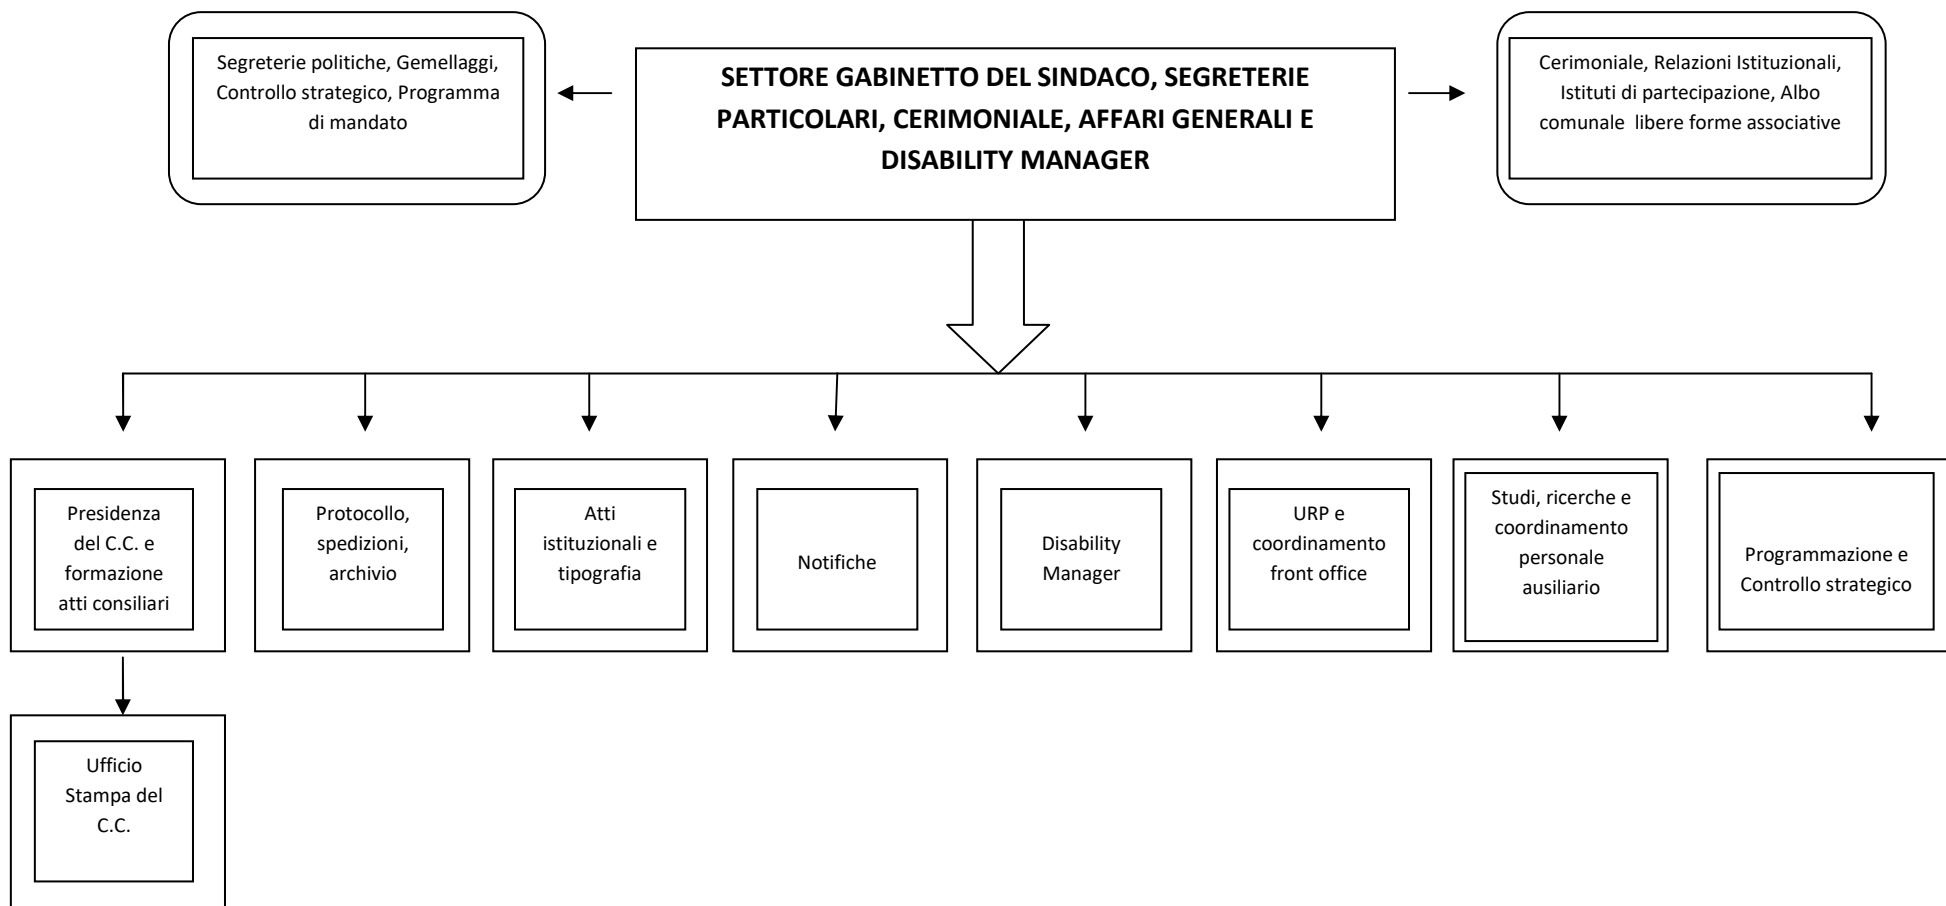 Segreterie politiche, Gemellaggi,
Controllo strategico, Programma
di mandato
SETTORE GABINETTO DEL SINDACO, SEGRETERIE
PARTICOLARI, CERIMONIALE, AFFARI GENERALI E
DISABILITY MANAGER
Cerimoniale, Relazioni Istituzionali,
Istituti di partecipazione, Albo
comunale  libere forme associative
Presidenza
del C.C. e
formazione
atti consiliari
Protocollo,
spedizioni,
archivio
Atti
istituzionali e
tipografia
Notifiche
Disability
Manager
URP e
coordinamento
front office
Studi, ricerche e
coordinamento
personale
ausiliario
Programmazione e
Controllo strategico
Ufficio
Stampa del
C.C.